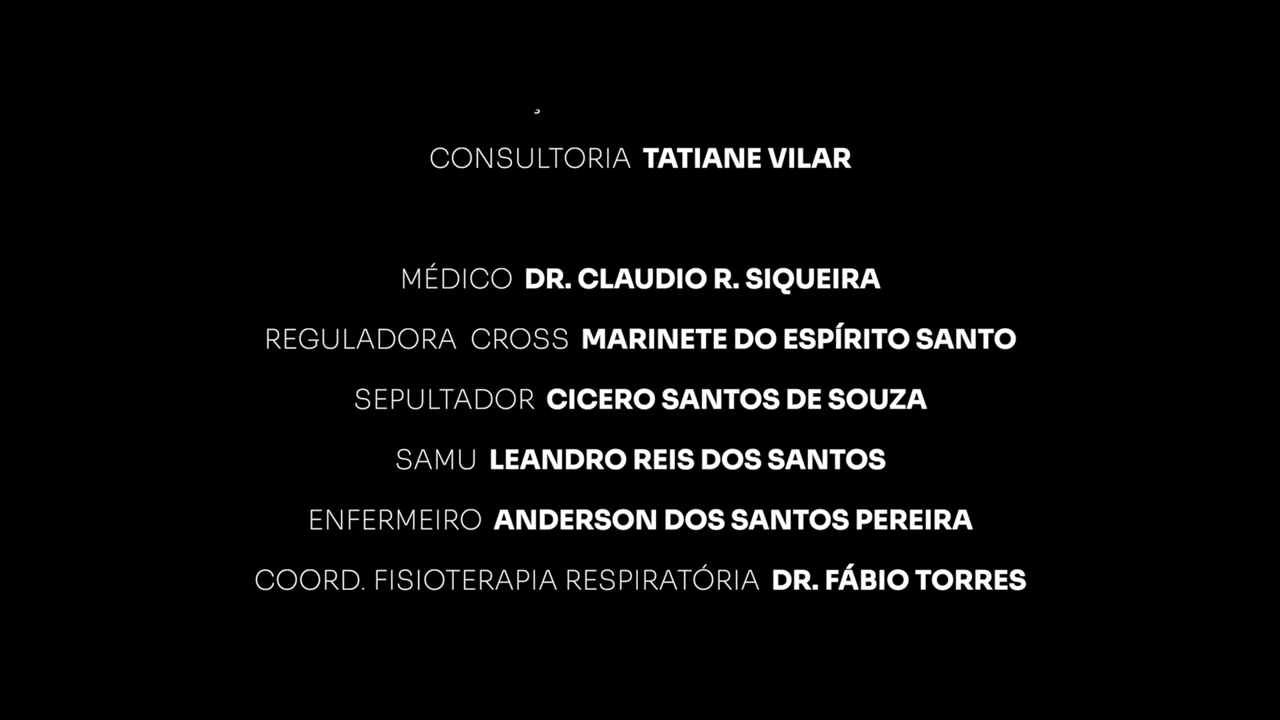 CONSULTORIA TATIANE VILAR
MÉDICO DR. CLAUDIO R. SIQUEIRA
REGULADORA CROSS MARINETE DO ESPÍRITO SANTO
SEPULTADOR CICERO SANTOS DE SOUZA
SAMU LEANDRO REIS DOS SANTOS
ENFERMEIRO ANDERSON DOS SANTOS PEREIRA
COORD. FISIOTERAPIA RESPIRATÓRIA DR. FÁBIO TORRES